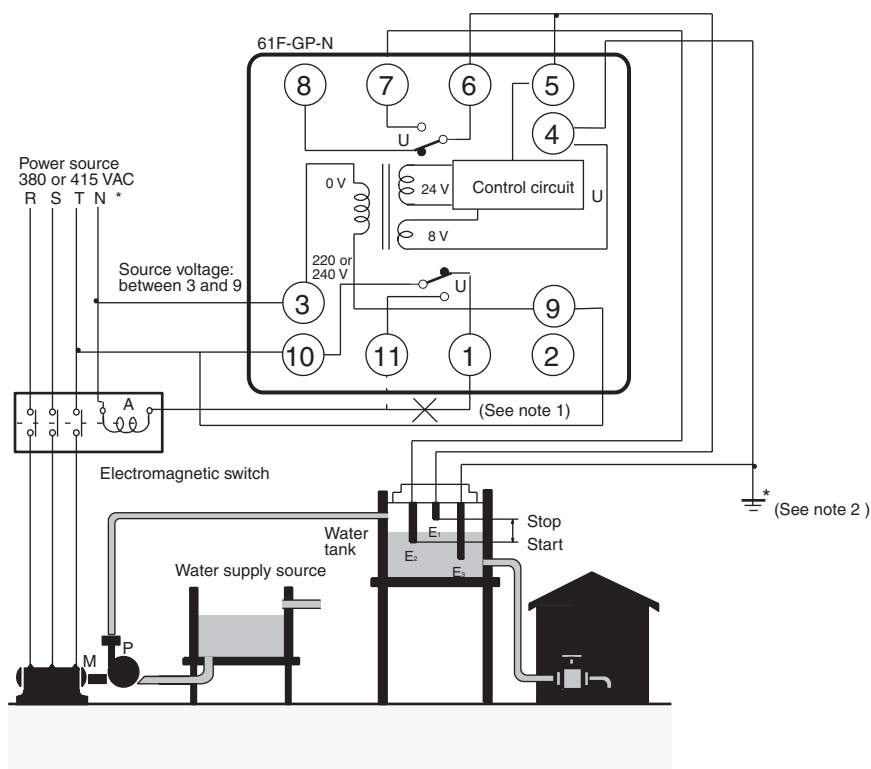 61F-GP-N
8
7
6
5
4
U
Power source
380 or 415 VAC
R S T N *
0 V
24 V
Control circuit
U
8 V
Source voltage:
between 3 and 9
220 or
240 V
U
3
9
10
11
1
2
A
(See note 1)
Electromagnetic switch
* (See note 2 )
Water
tank
E1
Stop
Start
E2
E3
Water supply source
M
P